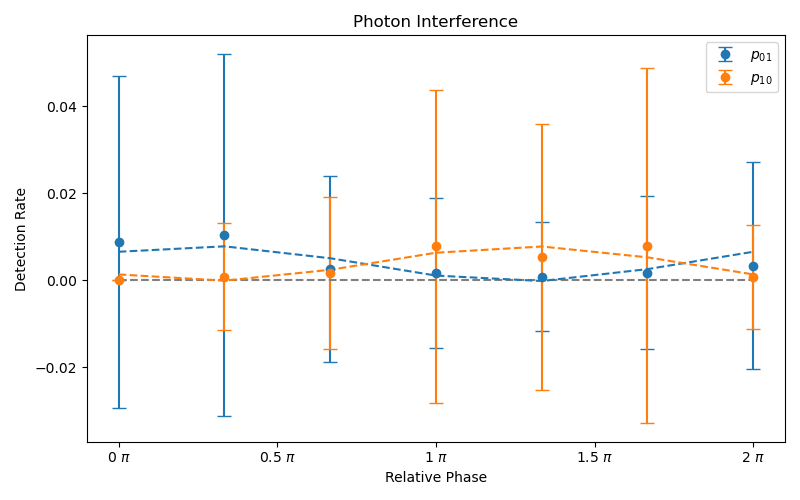 Photon Interference
p01
p10
Detection Rate
0.04
0.02
0.00
−0.02
0 π
0.5 π
1 π
1.5 π
2 π
Relative Phase